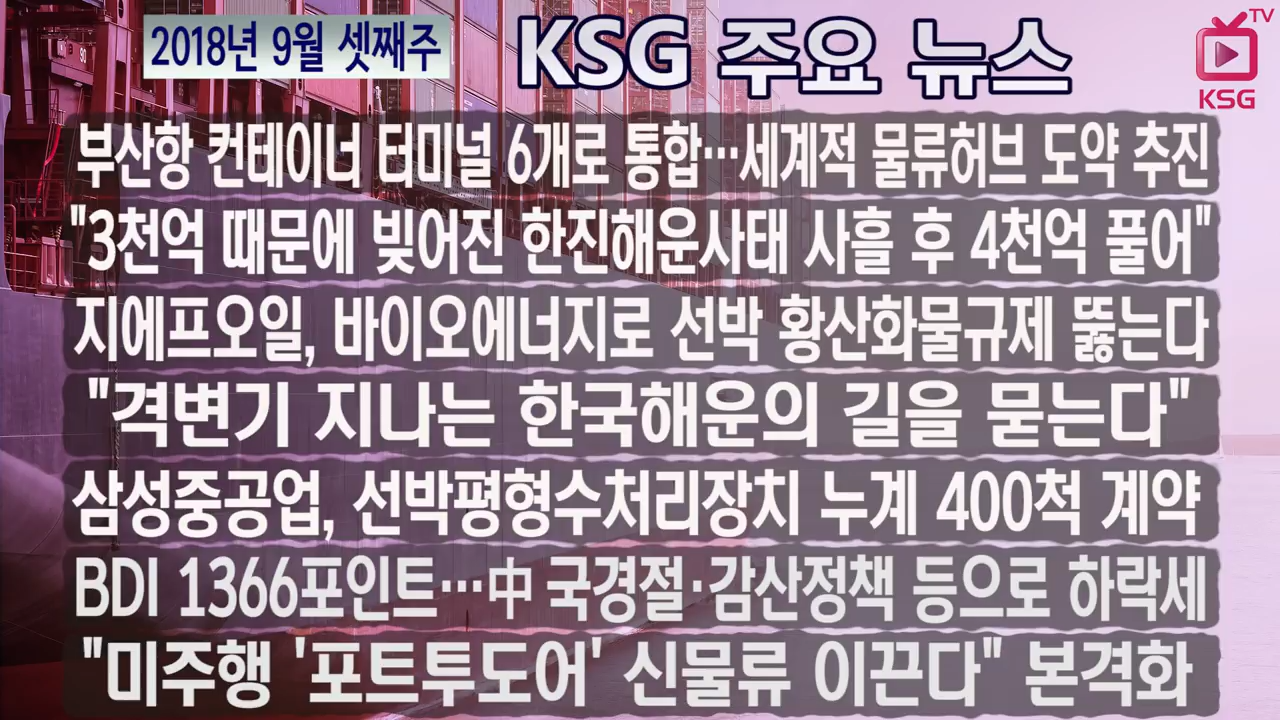 2018년 9월 셋째주
KSG 주요 뉴스
TV
KSG
부산항 컨테이너 터미널 6개로 통합…세계적 물류허브 도약 추진
"3천억 때문에 빚어진 한진해운사태 사흘 후 4천억 풀어"
지에프오일, 바이오에너지로 선박 황산화물규제 뚫는다
"격변기 지나는 한국해운의 길을 묻는다"
삼성중공업, 선박평형수처리장치 누계 400척 계약
BDI 1366포인트…中 국경절·감산정책 등으로 하락세
"미주행 '포트투도어' 신물류 이끈다" 본격화